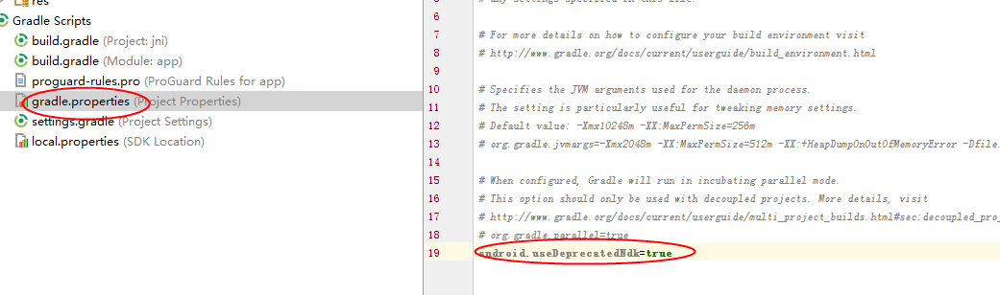 res
Gradle Scripts
build.gradle (Project: jni)
build.gradle (Module: app)
proguard-rules.pro (ProGuard Rules for app)
gradle.properties (Project Properties)
settings.gradle (Project Settings)
local.properties (SDK Location)
6
7 # For more details on how to configure your build environment visit
8 # http://www.gradle.org/docs/current/userguide/build_environment.html
9
10 # Specifies the JVM arguments used for the daemon process.
11 # The setting is particularly useful for tweaking memory settings.
12 # Default value: -Xmx10248m -XX:MaxPermSize=256m
13 # org.gradle.jvmargs=-Xmx2048m -XX:MaxPermSize=512m -XX:+HeapDumpOnOutOfMemoryError -Dfile.
14
15 # When configured, Gradle will run in incubating parallel mode.
16 # This option should only be used with decoupled projects. More details, visit
17 # http://www.gradle.org/docs/current/userguide/multi_project_builds.html#sec:decoupled_pro
18 # org.gradle.parallel=true
19 android.useDeprecatedNdk=true